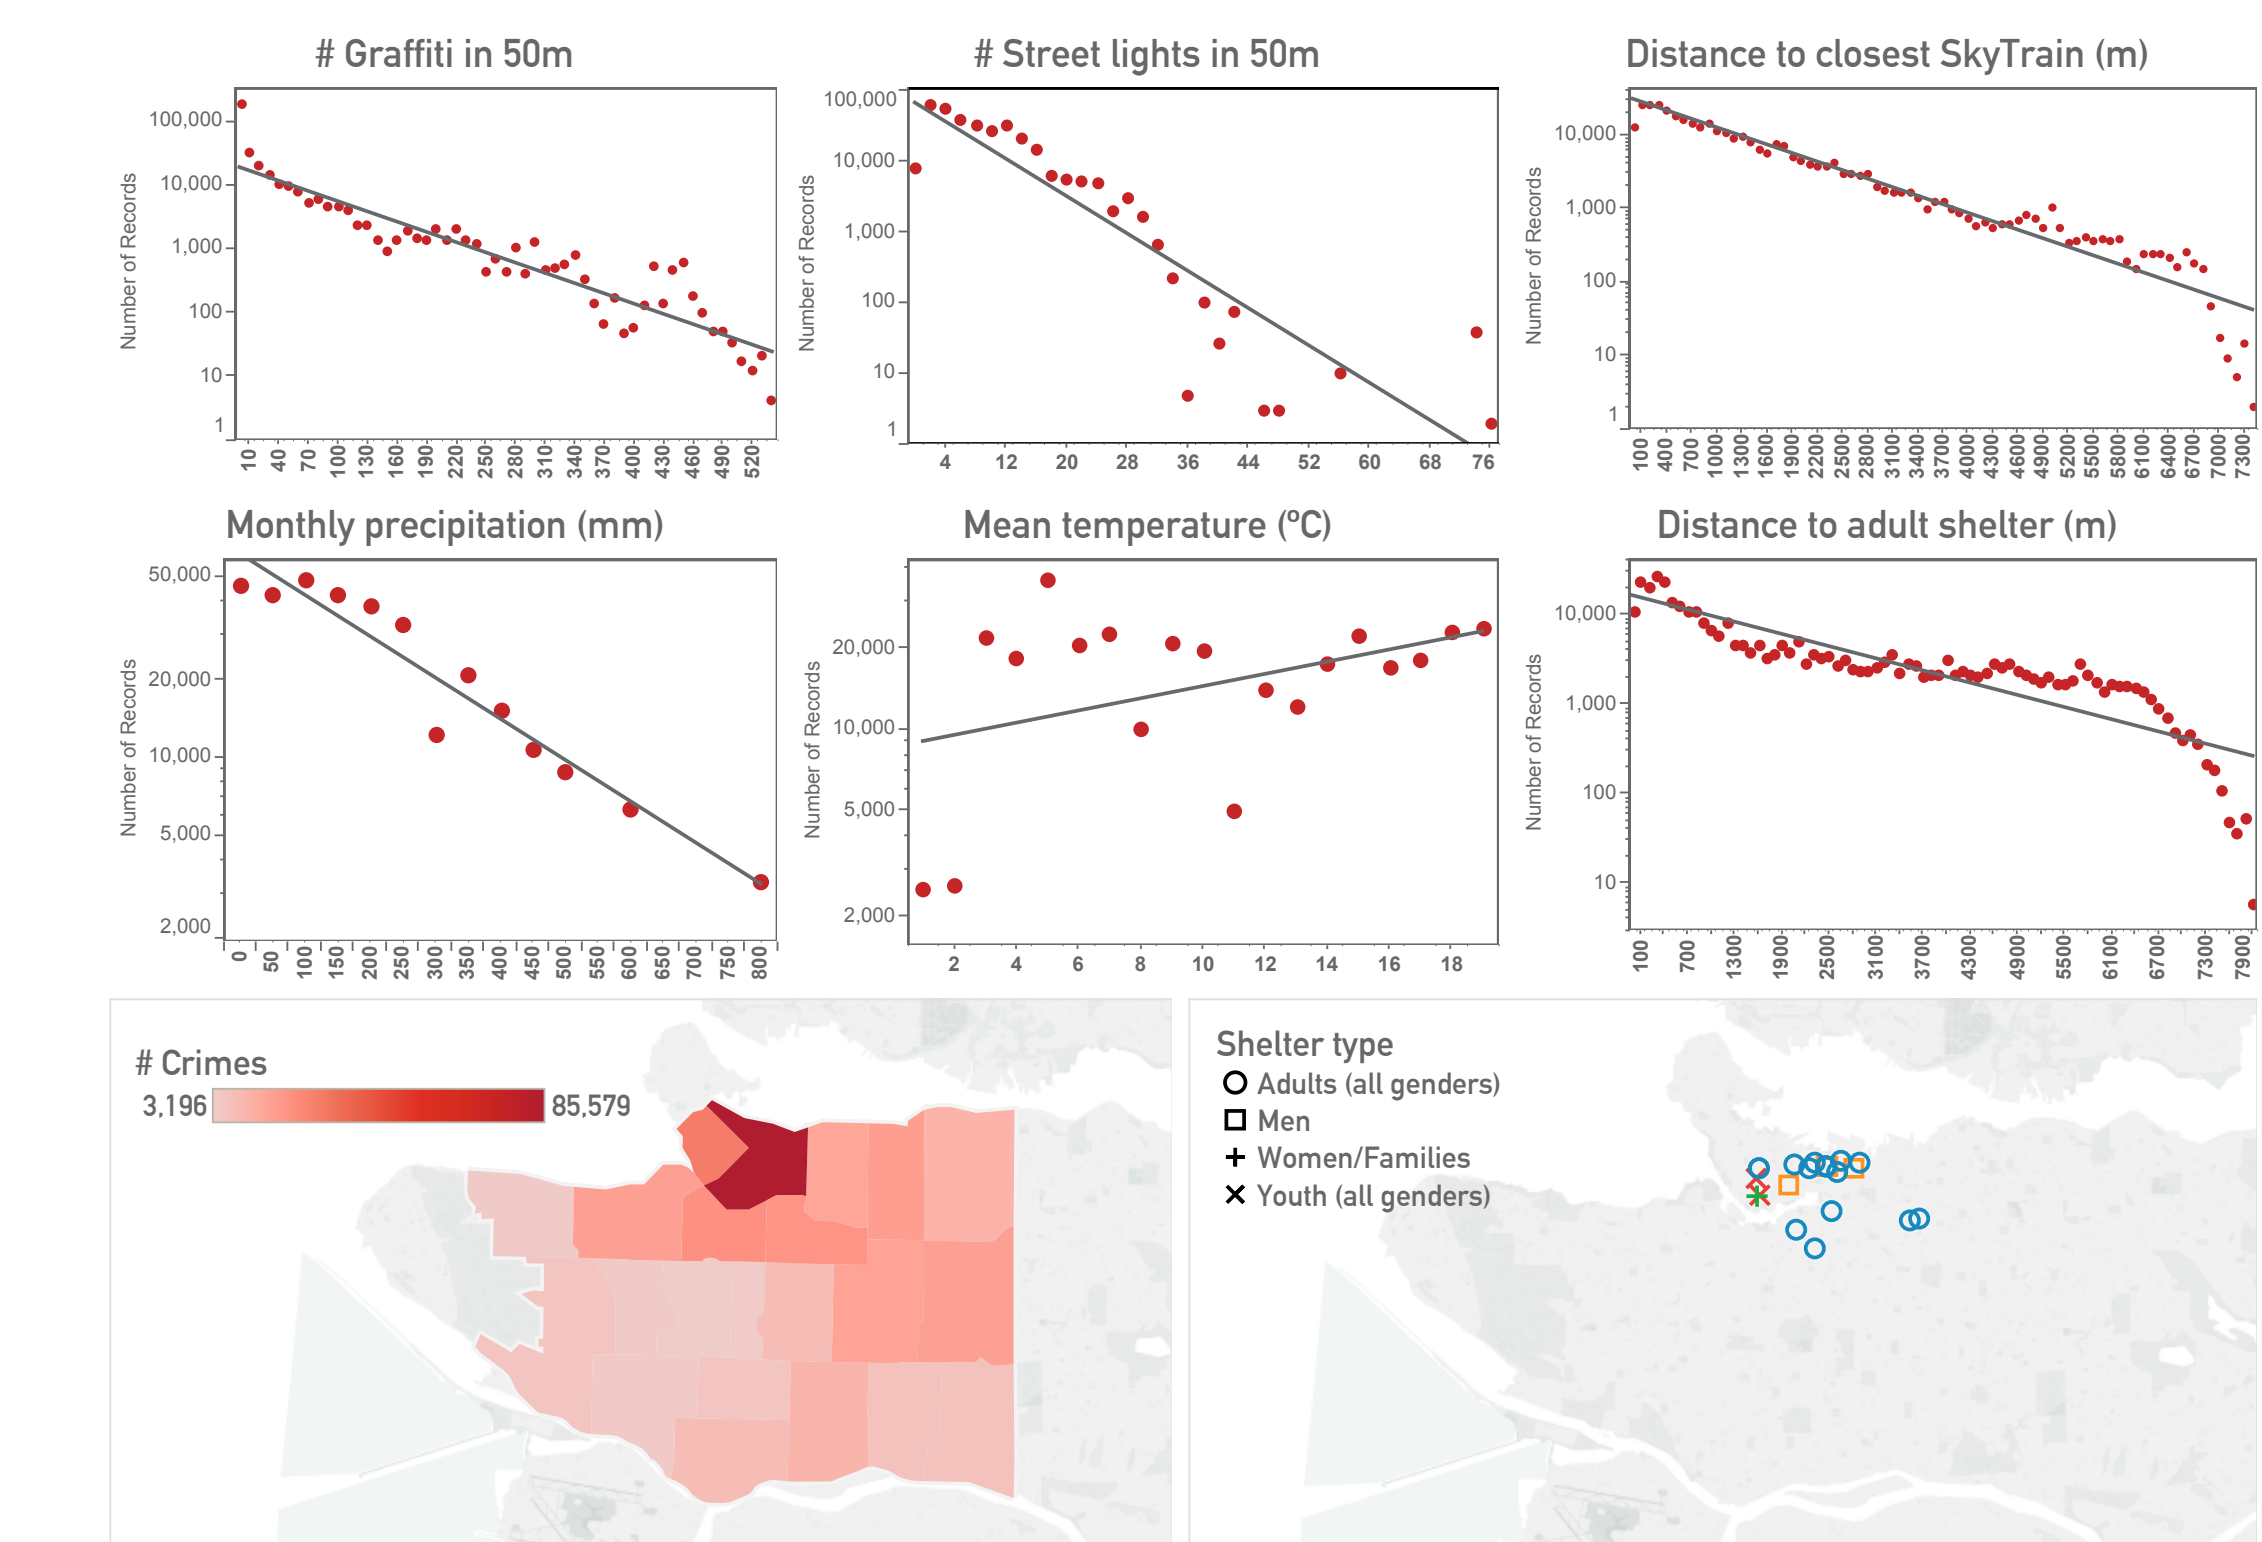 # Graffiti in 50m
Number of Records
100,000
10,000
1,000
100
10
1
10 40 70 100 130 160 190 220 250 280 310 340 370 400 430 460 490 520
# Street lights in 50m
Number of Records
100,000
10,000
1,000
100
10
1
4 12 20 28 36 44 52 60 68 76
Distance to closest SkyTrain (m)
Number of Records
10,000
1,000
100
10
1
100 400 700 1000 1300 1600 1900 2200 2500 2800 3100 3400 3700 4000 4300 4600 4900 5200 5500 5800 6100 6400 6700 7000 7300
Monthly precipitation (mm)
Number of Records
50,000
20,000
10,000
5,000
2,000
0 50 100 150 200 250 300 350 400 450 500 550 600 650 700 750 800
Mean temperature (ºC)
Number of Records
20,000
10,000
5,000
2,000
2 4 6 8 10 12 14 16 18
Distance to adult shelter (m)
Number of Records
10,000
1,000
100
10
100 700 1300 1900 2500 3100 3700 4300 4900 5500 6100 6700 7300 7900
# Crimes
3,196 85,579
Shelter type
Adults (all genders)
Men
Women/Families
Youth (all genders)